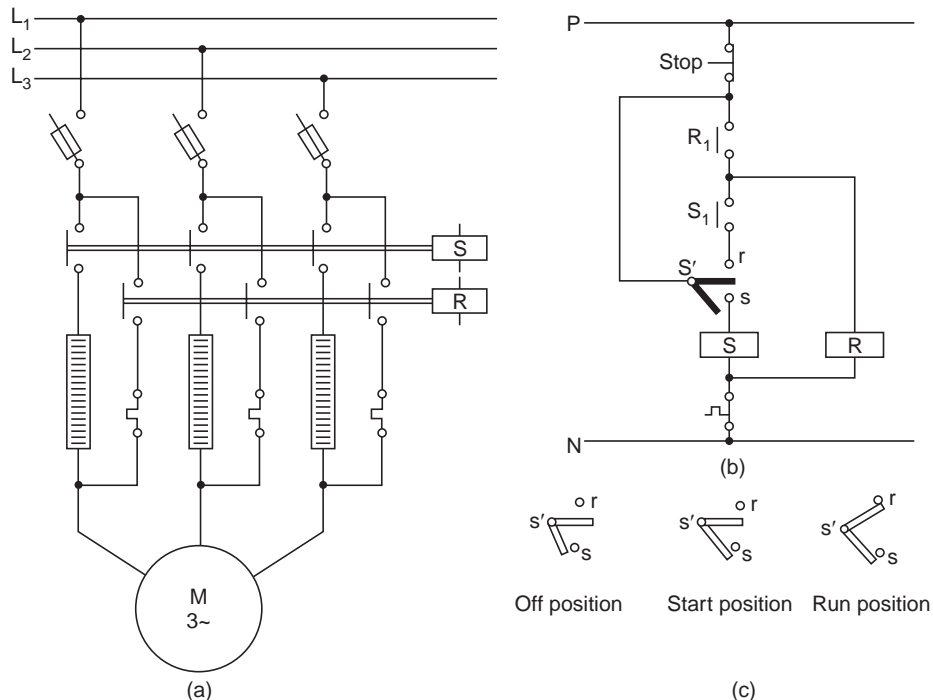 L1
L2
L3
S
R
M
3~
(a)
P
Stop
R1
S1
r
S′
s
S
R
N
(b)
r
s′
s
Off position
r
s′
s
Start position
r
s′
s
Run position
(c)